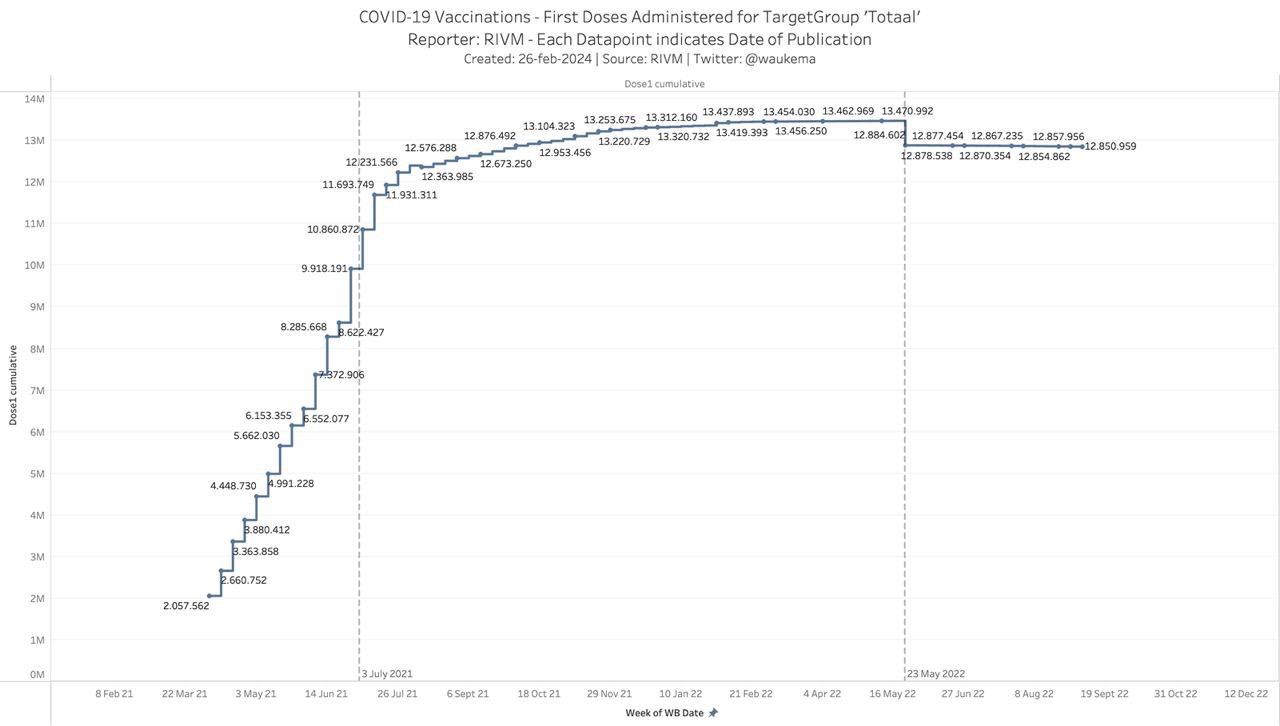 COVID-19 Vaccinations - First Doses Administered for TargetGroup 'Totaal'
Reporter: RIVM - Each Datapoint indicates Date of Publication
Created: 26-feb-2024 | Source: RIVM | Twitter: @waukema
Dose1 cumulative
14M
13M
12M
11M
10M
9M
8M
7M
6M
5M
4M
3M
2M
1M
0M
Dose1 cumulative
2.057.562
2.660.752
3.363.858
3.880.412
4.448.730
4.991.228
5.662.030
6.153.355
6.552.077
7.372.906
8.285.668
8.622.427
9.918.191
10.860.872
11.693.749
11.931.311
12.231.566
12.363.985
12.576.288
12.673.250
12.876.492
12.953.456
13.104.323
13.220.729
13.253.675
13.312.160
13.320.732
13.437.893
13.419.393
13.454.030
13.456.250
13.462.969
13.470.992
12.884.602
12.878.538
12.877.454
12.870.354
12.867.235
12.854.862
12.857.956
12.850.959
3 July 2021
23 May 2022
8 Feb 21
22 Mar 21
3 May 21
14 Jun 21
26 Jul 21
6 Sept 21
18 Oct 21
29 Nov 21
10 Jan 22
21 Feb 22
4 Apr 22
16 May 22
27 Jun 22
8 Aug 22
19 Sept 22
31 Oct 22
12 Dec 22
Week of WB Date